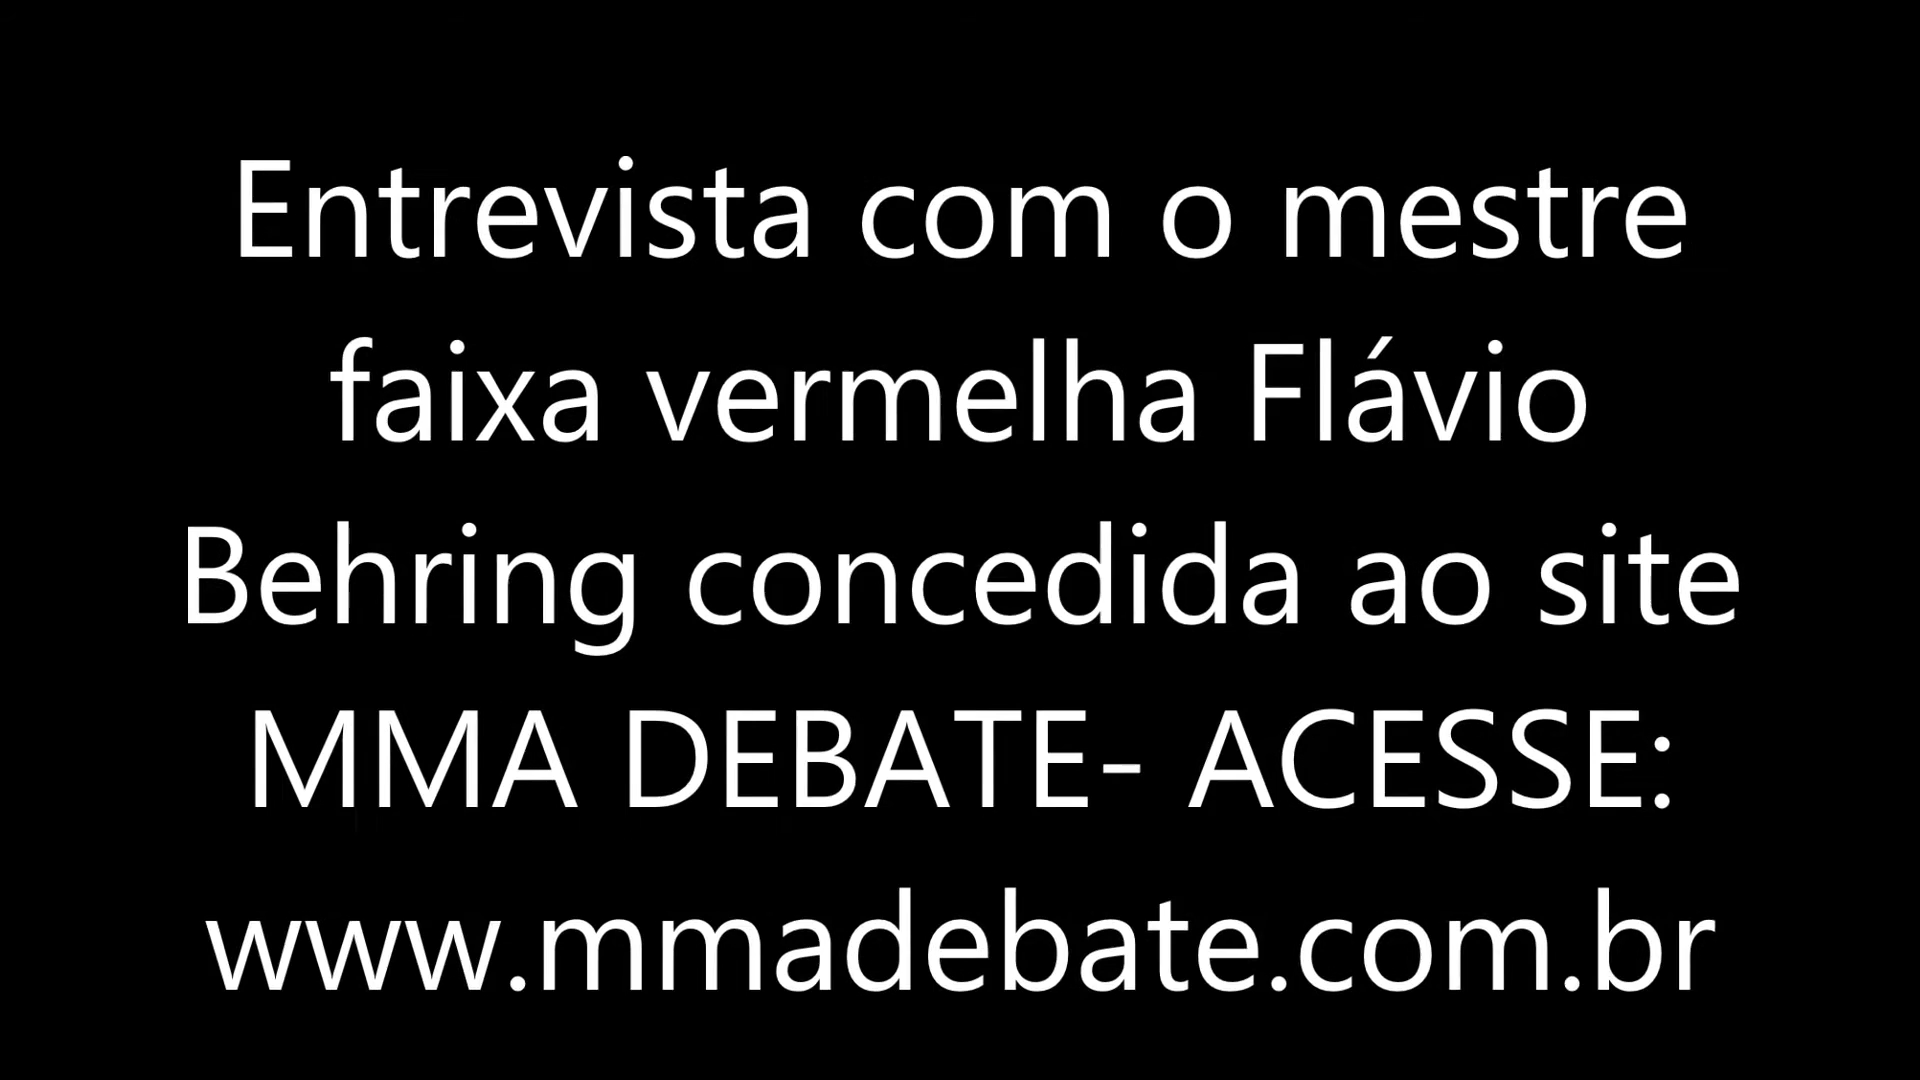 Entrevista com o mestre
faixa vermelha Flávio
Behring concedida ao site
MMA DEBATE- ACESSE:
www.mmadebate.com.br